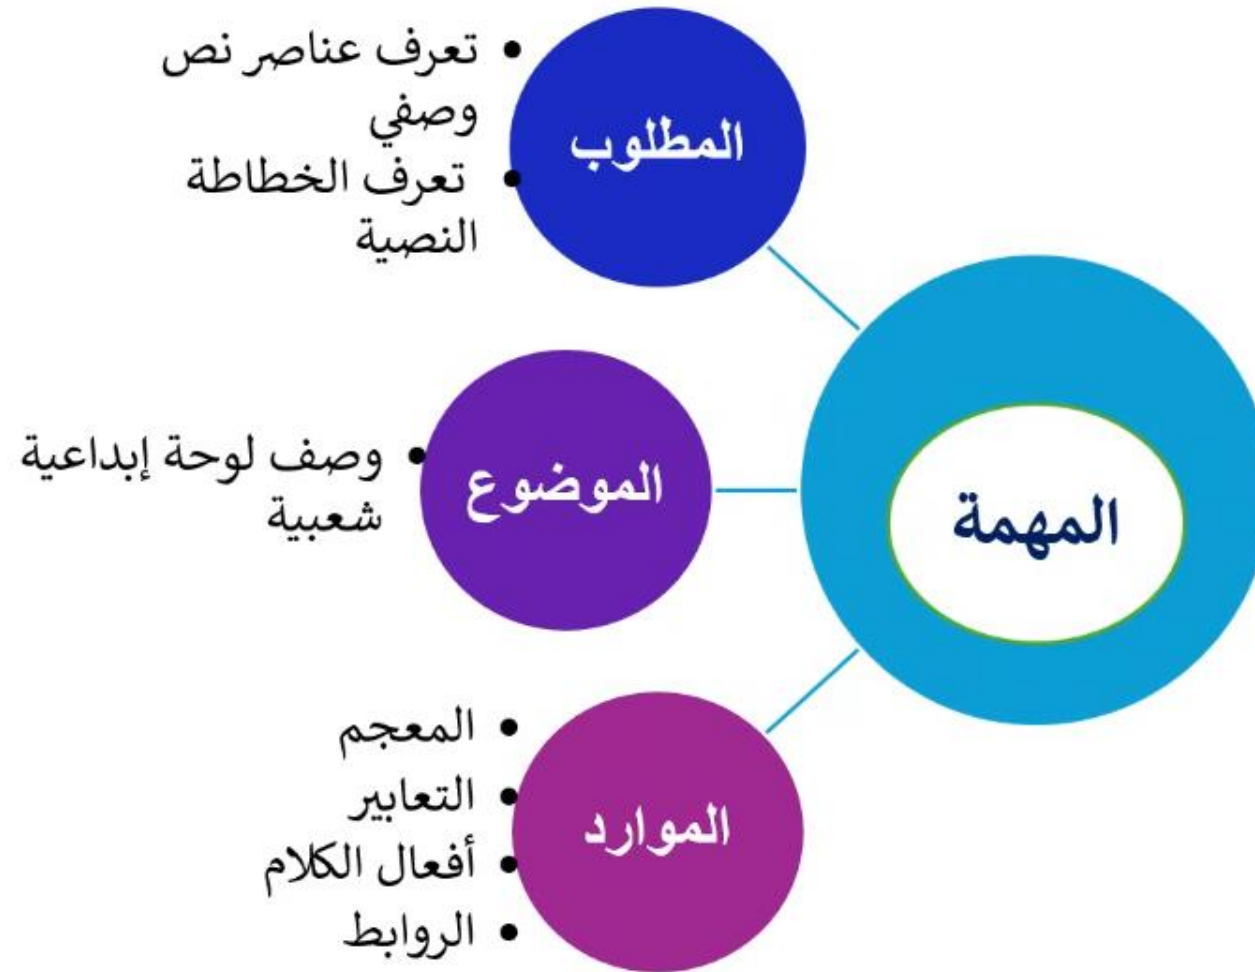 المهمة
المطلوب
• تعرف عناصر نص
وصفي
• تعرف الخطاطة
النصية
الموضوع
• وصف لوحة إبداعية
شعبية
الموارد
• المعجم
• التعابير
• أفعال الكلام
• الروابط